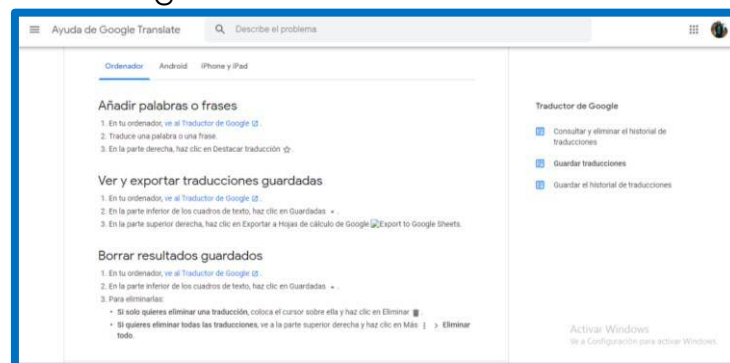 Ayuda de Google Translate
Describe el problema
Ordenador Android iPhone y iPad
Añadir palabras o frases
1. En tu ordenador, ve al Traductor de Google.
2. Traduce una palabra o una frase.
3. En la parte derecha, haz clic en Destacar traducción ☆.
Ver y exportar traducciones guardadas
1. En tu ordenador, ve al Traductor de Google.
2. En la parte inferior de los cuadros de texto, haz clic en Guardadas.
3. En la parte superior derecha, haz clic en Exportar a Hojas de cálculo de Google Export to Google Sheets.
Borrar resultados guardados
1. En tu ordenador, ve al Traductor de Google.
2. En la parte inferior de los cuadros de texto, haz clic en Guardadas.
3. Para eliminarlas:
• Si solo quieres eliminar una traducción, coloca el cursor sobre ella y haz clic en Eliminar
• Si quieres eliminar todas las traducciones, ve a la parte superior derecha y haz clic en Más | > Eliminar
todo.
Traductor de Google
Consultar y eliminar el historial de
traducciones
Guardar traducciones
Guardar el historial de traducciones
Activar Windows
Ve a Configuración para activar Windows.